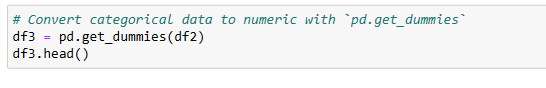 # Convert categorical data to numeric with `pd.get_dummies`
df3 = pd.get_dummies(df2)
df3.head()